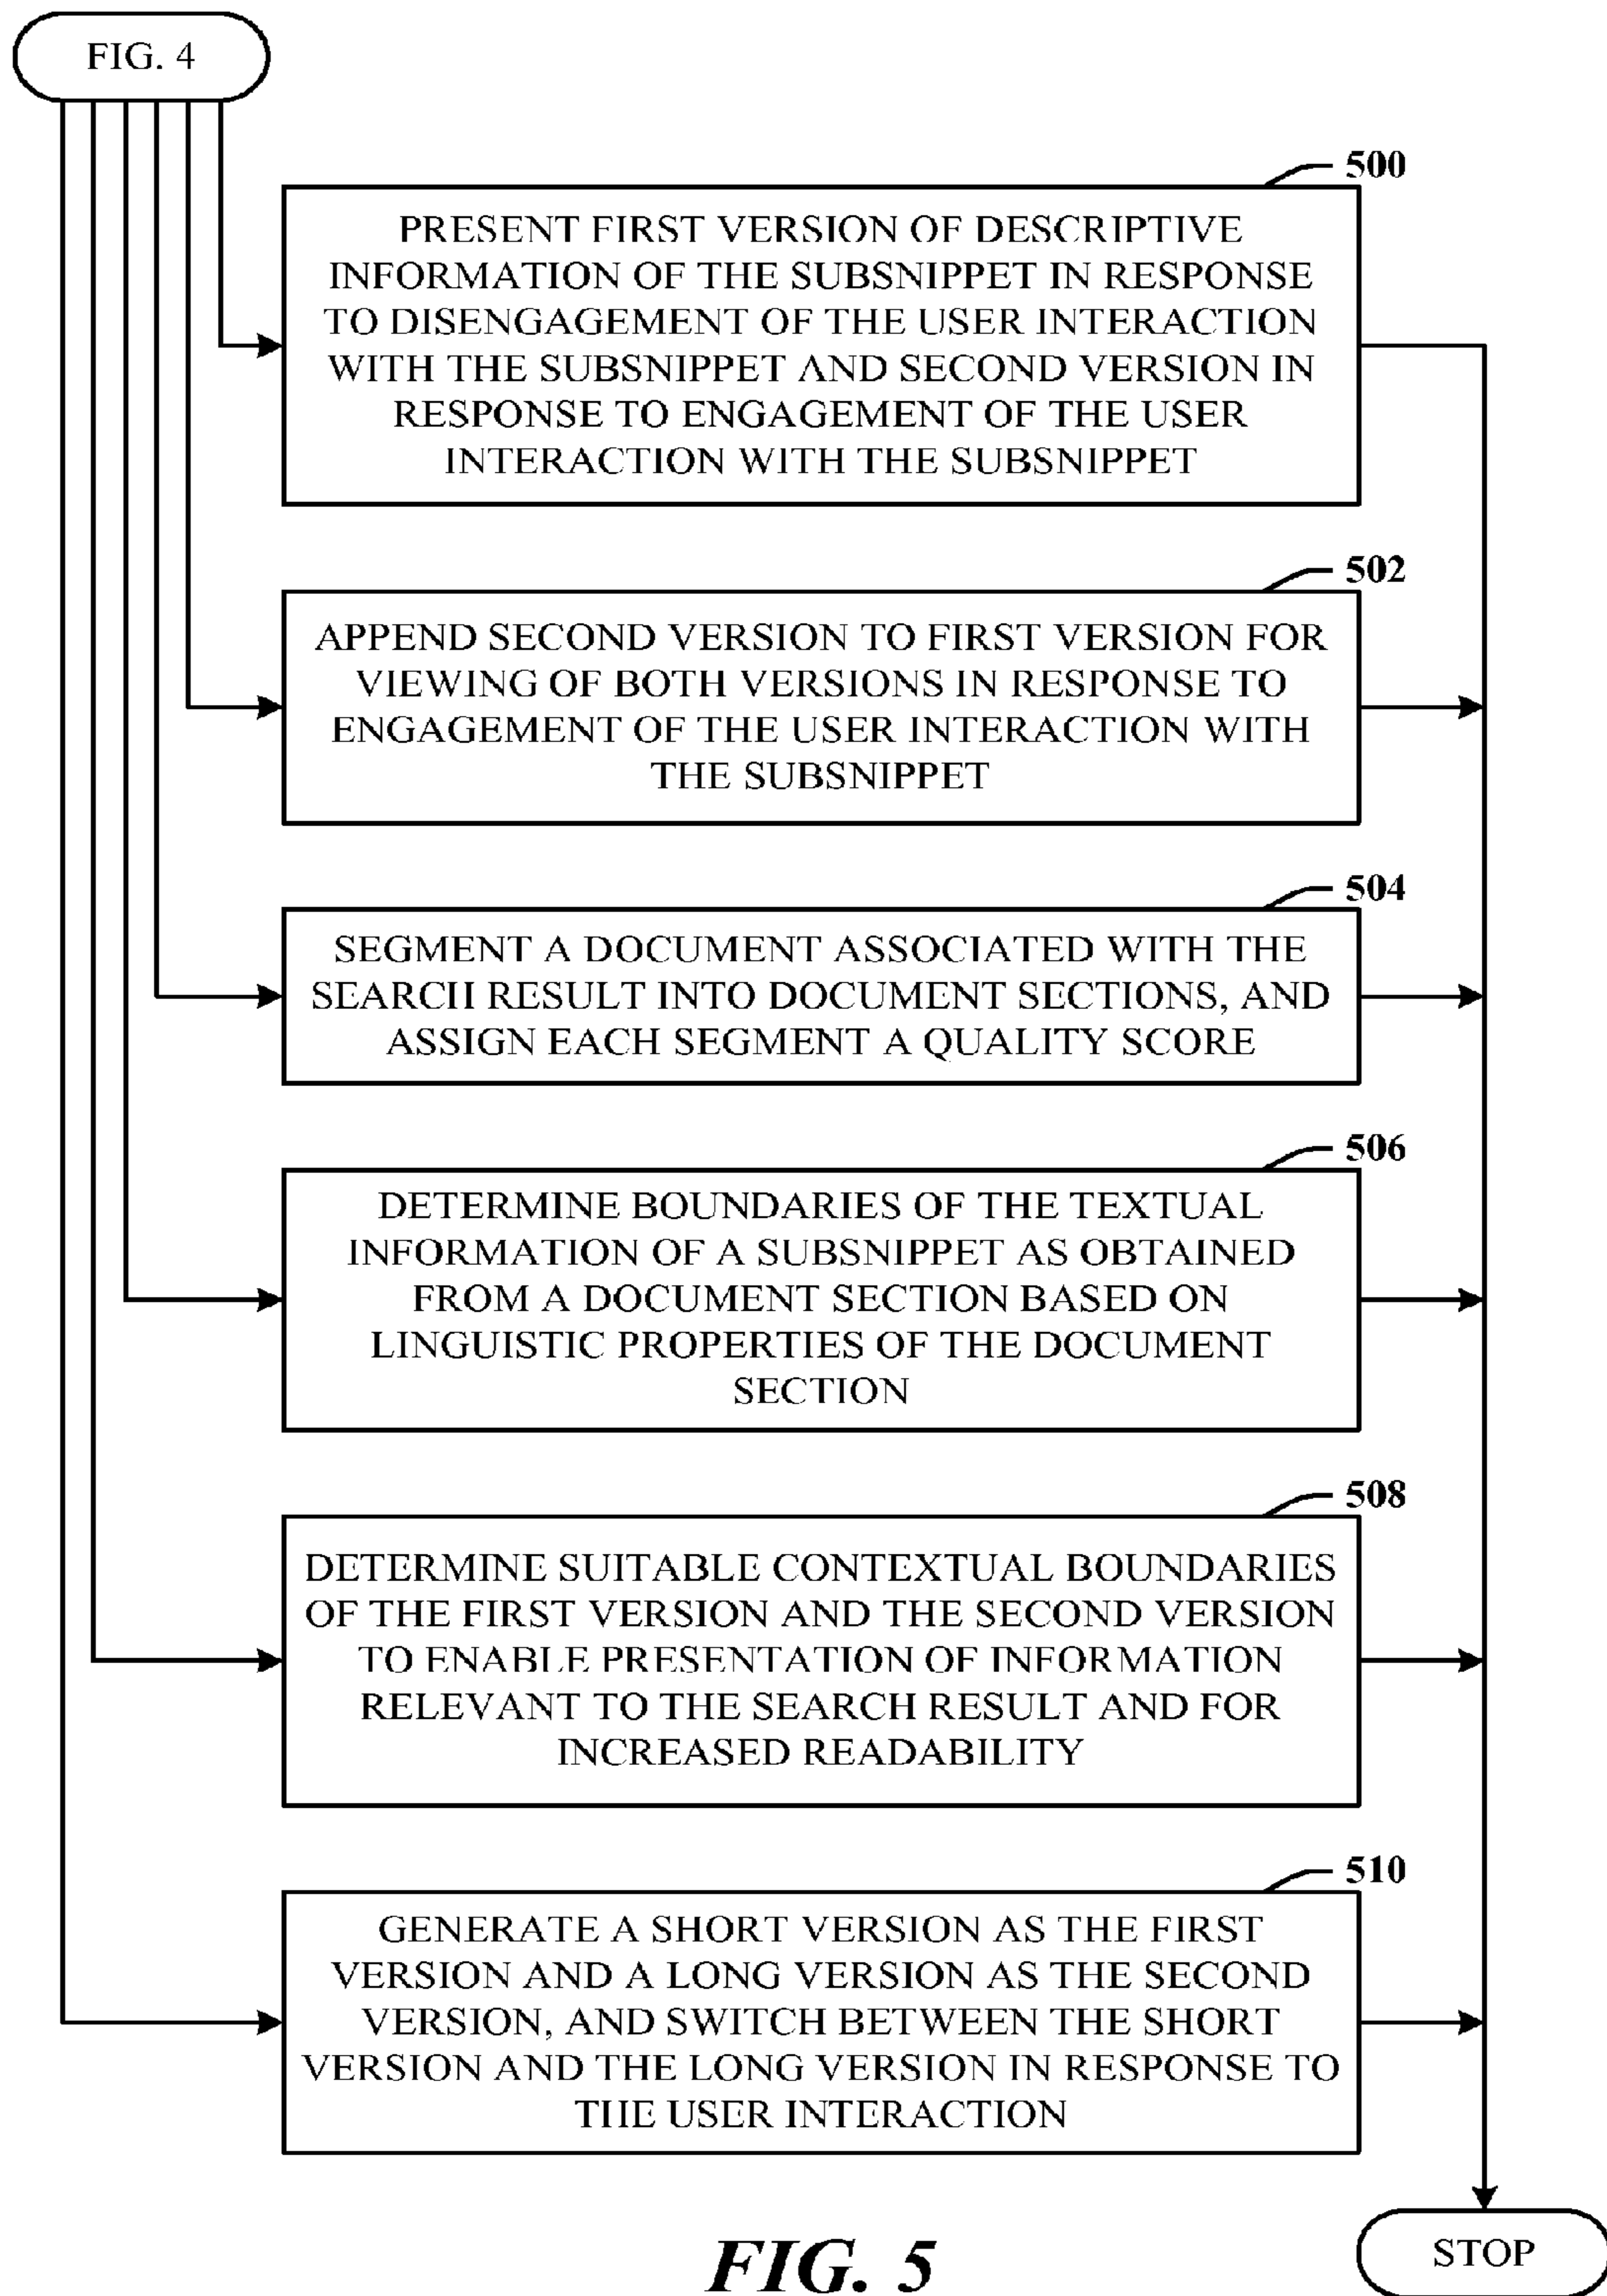 FIG. 4
500
PRESENT FIRST VERSION OF DESCRIPTIVE
INFORMATION OF THE SUBSNIPPET IN RESPONSE
TO DISENGAGEMENT OF THE USER INTERACTION
WITH THE SUBSNIPPET AND SECOND VERSION IN
RESPONSE TO ENGAGEMENT OF THE USER
INTERACTION WITH THE SUBSNIPPET
502
APPEND SECOND VERSION TO FIRST VERSION FOR
VIEWING OF BOTH VERSIONS IN RESPONSE TO
ENGAGEMENT OF THE USER INTERACTION WITH
THE SUBSNIPPET
504
SEGMENT A DOCUMENT ASSOCIATED WITH THE
SEARCH RESULT INTO DOCUMENT SECTIONS, AND
ASSIGN EACH SEGMENT A QUALITY SCORE
506
DETERMINE BOUNDARIES OF THE TEXTUAL
INFORMATION OF A SUBSNIPPET AS OBTAINED
FROM A DOCUMENT SECTION BASED ON
LINGUISTIC PROPERTIES OF THE DOCUMENT
SECTION
508
DETERMINE SUITABLE CONTEXTUAL BOUNDARIES
OF THE FIRST VERSION AND THE SECOND VERSION
TO ENABLE PRESENTATION OF INFORMATION
RELEVANT TO THE SEARCH RESULT AND FOR
INCREASED READABILITY
510
GENERATE A SHORT VERSION AS THE FIRST
VERSION AND A LONG VERSION AS THE SECOND
VERSION, AND SWITCH BETWEEN THE SHORT
VERSION AND THE LONG VERSION IN RESPONSE TO
THE USER INTERACTION
STOP
FIG. 5